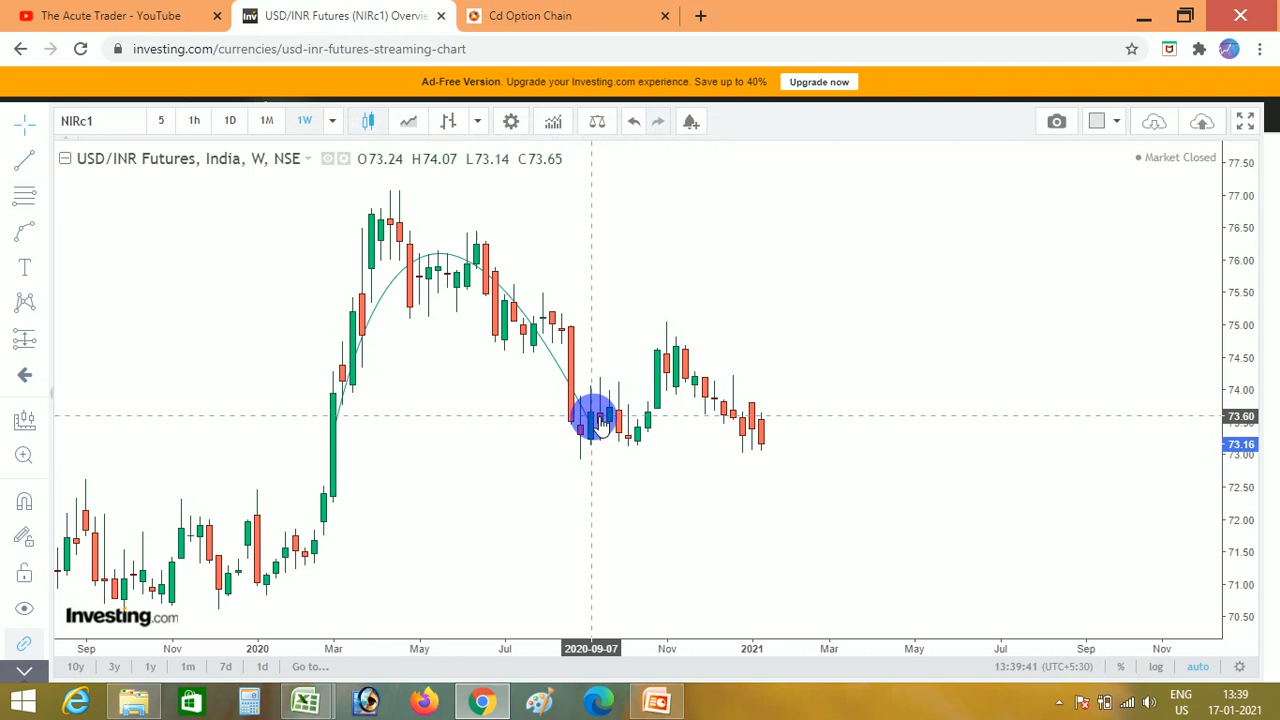 The Acute Trader - YouTube
USD/INR Futures (NIRc1) Overvi
Cd Option Chain
investing.com/currencies/usd-inr-futures-streaming-chart
Ad-Free Version. Upgrade your Investing.com experience. Save up to 40%
Upgrade now
NIRc1
5
1h
1D
1M
1W
USD/INR Futures, India, W, NSE
O73.24 H74.07 L73.14 C73.65
Market Closed
77.50
77.00
76.50
76.00
75.50
75.00
74.50
74.00
73.60
73.16
73.00
72.50
72.00
71.50
71.00
70.50
Investing.com
Sep
Nov
2020
Mar
May
Jul
2020-09-07
Nov
2021
Mar
May
Jul
Sep
Nov
10y
3y
1y
1m
7d
1d
Go to...
13:39:41 (UTC+5:30)
%
log
auto
ENG
US
13:39
17-01-2021